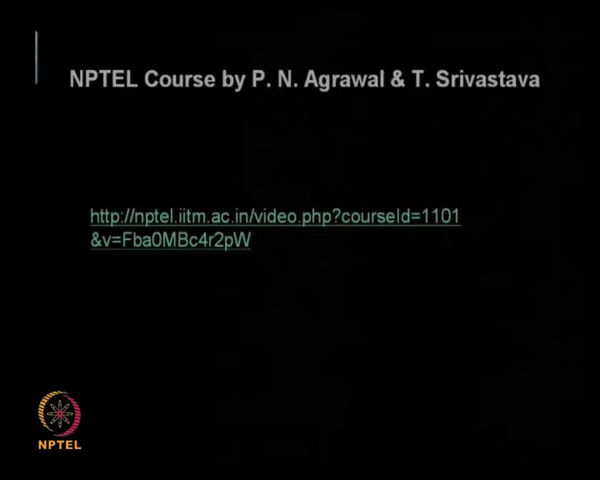 NPTEL Course by P. N. Agrawal & T. Srivastava
http://nptel.iitm.ac.in/video.php?courseId=1101
&v=Fba0MBc4r2pW
NPTEL